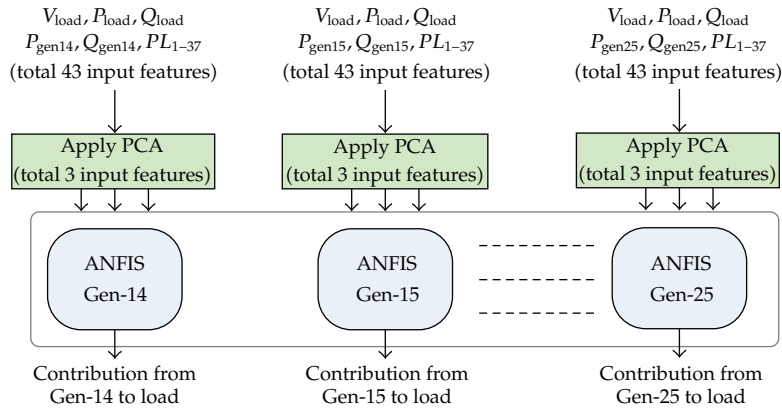 V_load, P_load, Q_load
P_gen14, Q_gen14, PL_1–37
(total 43 input features)
Apply PCA
(total 3 input features)
ANFIS
Gen-14
Contribution from
Gen-14 to load
V_load, P_load, Q_load
P_gen15, Q_gen15, PL_1–37
(total 43 input features)
Apply PCA
(total 3 input features)
ANFIS
Gen-15
Contribution from
Gen-15 to load
V_load, P_load, Q_load
P_gen25, Q_gen25, PL_1–37
(total 43 input features)
Apply PCA
(total 3 input features)
ANFIS
Gen-25
Contribution from
Gen-25 to load